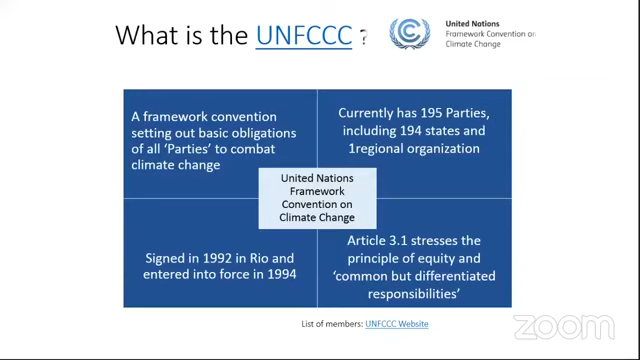 What is the UNFCCC ?
United Nations
Framework Convention on
Climate Change
A framework convention
setting out basic obligations
of all ‘Parties’ to combat
climate change
Currently has 195 Parties,
including 194 states and
1regional organization
United Nations
Framework
Convention on
Climate Change
Signed in 1992 in Rio and
entered into force in 1994
Article 3.1 stresses the
principle of equity and
‘common but differentiated
responsibilities’
List of members: UNFCCC Website
zoom